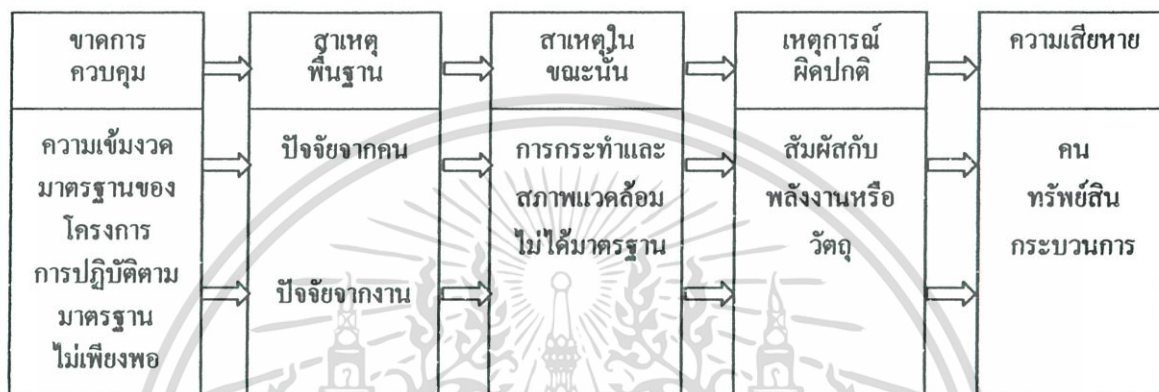 ขาดการ
ควบคุม
สาเหตุ
พื้นฐาน
สาเหตุใน
ขณะนั้น
เหตุการณ์
ผิดปกติ
ความเสียหาย
ความเข้มงวด
มาตรฐานของ
โครงการ
การปฏิบัติตาม
มาตรฐาน
ไม่เพียงพอ
ปัจจัยจากคน
ปัจจัยจากงาน
การกระทำและ
สภาพแวดล้อม
ไม่ได้มาตรฐาน
สัมผัสกับ
พลังงานหรือ
วัตถุ
คน
ทรัพย์สิน
กระบวนการ